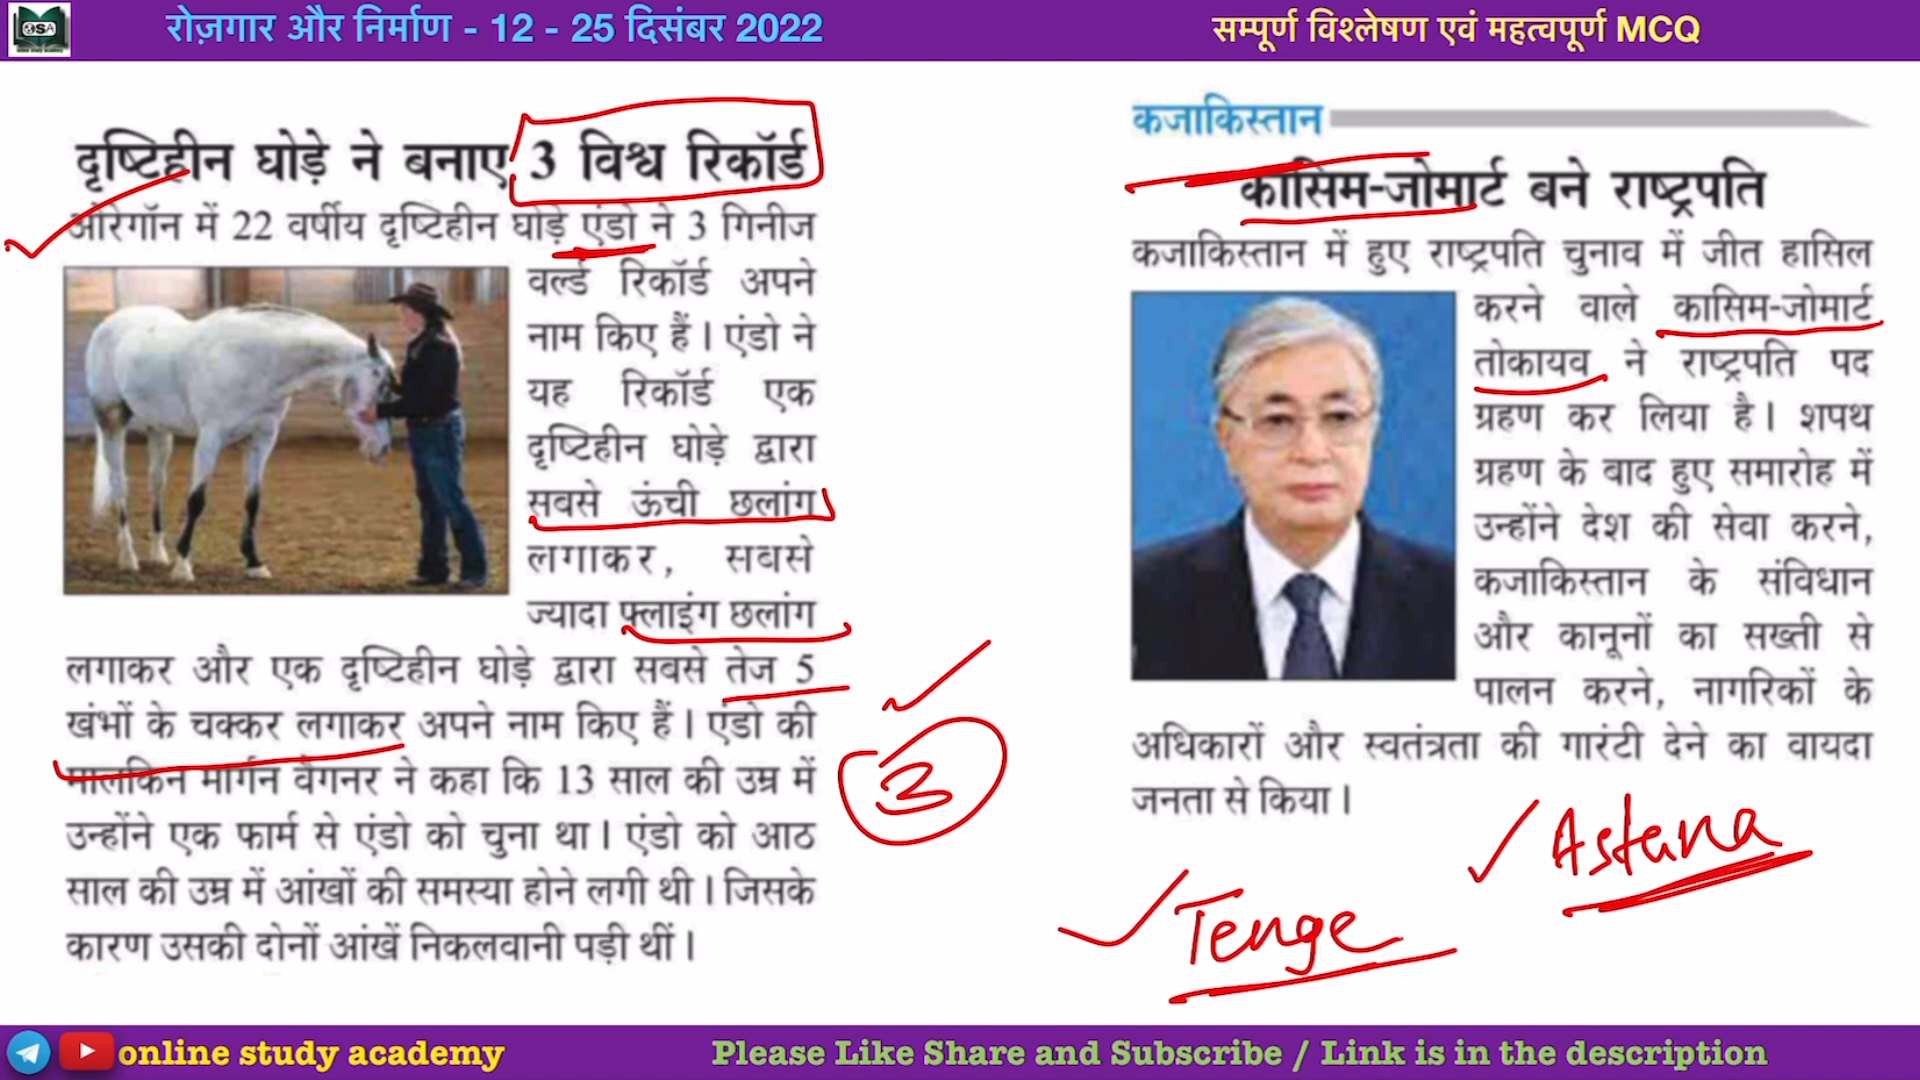 OSA
रोज़गार और निर्माण - 12 - 25 दिसंबर 2022
सम्पूर्ण विश्लेषण एवं महत्वपूर्ण MCQ
दृष्टिहीन घोड़े ने बनाए 3 विश्व रिकॉर्ड
ओरेगॉन में 22 वर्षीय दृष्टिहीन घोड़े एंडो ने 3 गिनीज
वर्ल्ड रिकॉर्ड अपने
नाम किए हैं। एंडो ने
यह रिकॉर्ड एक
दृष्टिहीन घोड़े द्वारा
सबसे ऊंची छलांग
लगाकर, सबसे
ज्यादा फ्लाइंग छलांग
लगाकर और एक दृष्टिहीन घोड़े द्वारा सबसे तेज 5
खंभों के चक्कर लगाकर अपने नाम किए हैं। एंडो की
मालकिन मॉर्गन वैगनर ने कहा कि 13 साल की उम्र में
उन्होंने एक फार्म से एंडो को चुना था। एंडो को आठ
साल की उम्र में आंखों की समस्या होने लगी थी। जिसके
कारण उसकी दोनों आंखें निकलवानी पड़ी थीं।
3
कजाकिस्तान
कासिम-जोमार्ट बने राष्ट्रपति
कजाकिस्तान में हुए राष्ट्रपति चुनाव में जीत हासिल
करने वाले कासिम-जोमार्ट
तोकायव ने राष्ट्रपति पद
ग्रहण कर लिया है। शपथ
ग्रहण के बाद हुए समारोह में
उन्होंने देश की सेवा करने,
कजाकिस्तान के संविधान
और कानूनों का सख्ती से
पालन करने, नागरिकों के
अधिकारों और स्वतंत्रता की गारंटी देने का वायदा
जनता से किया।
Astana
Tenge
online study academy
Please Like Share and Subscribe / Link is in the description